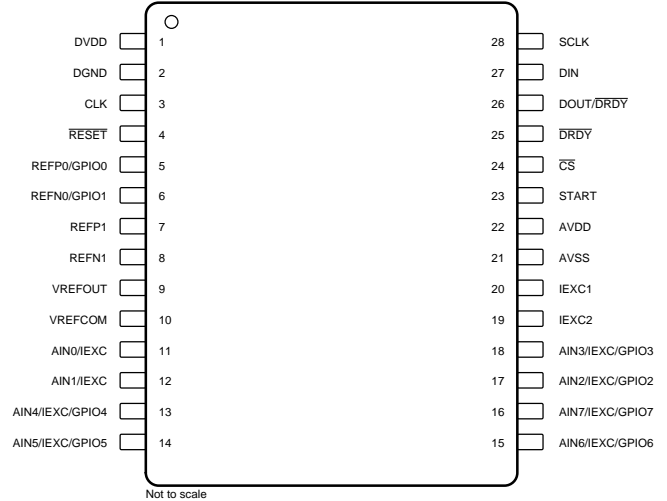 DVDD 1 28 SCLK
DGND 2 27 DIN
CLK 3 26 DOUT/DRDY
RESET 4 25 DRDY
REFP0/GPIO0 5 24 CS
REFN0/GPIO1 6 23 START
REFP1 7 22 AVDD
REFN1 8 21 AVSS
VREFOUT 9 20 IEXC1
VREFCOM 10 19 IEXC2
AIN0/IEXC 11 18 AIN3/IEXC/GPIO3
AIN1/IEXC 12 17 AIN2/IEXC/GPIO2
AIN4/IEXC/GPIO4 13 16 AIN7/IEXC/GPIO7
AIN5/IEXC/GPIO5 14 15 AIN6/IEXC/GPIO6
Not to scale